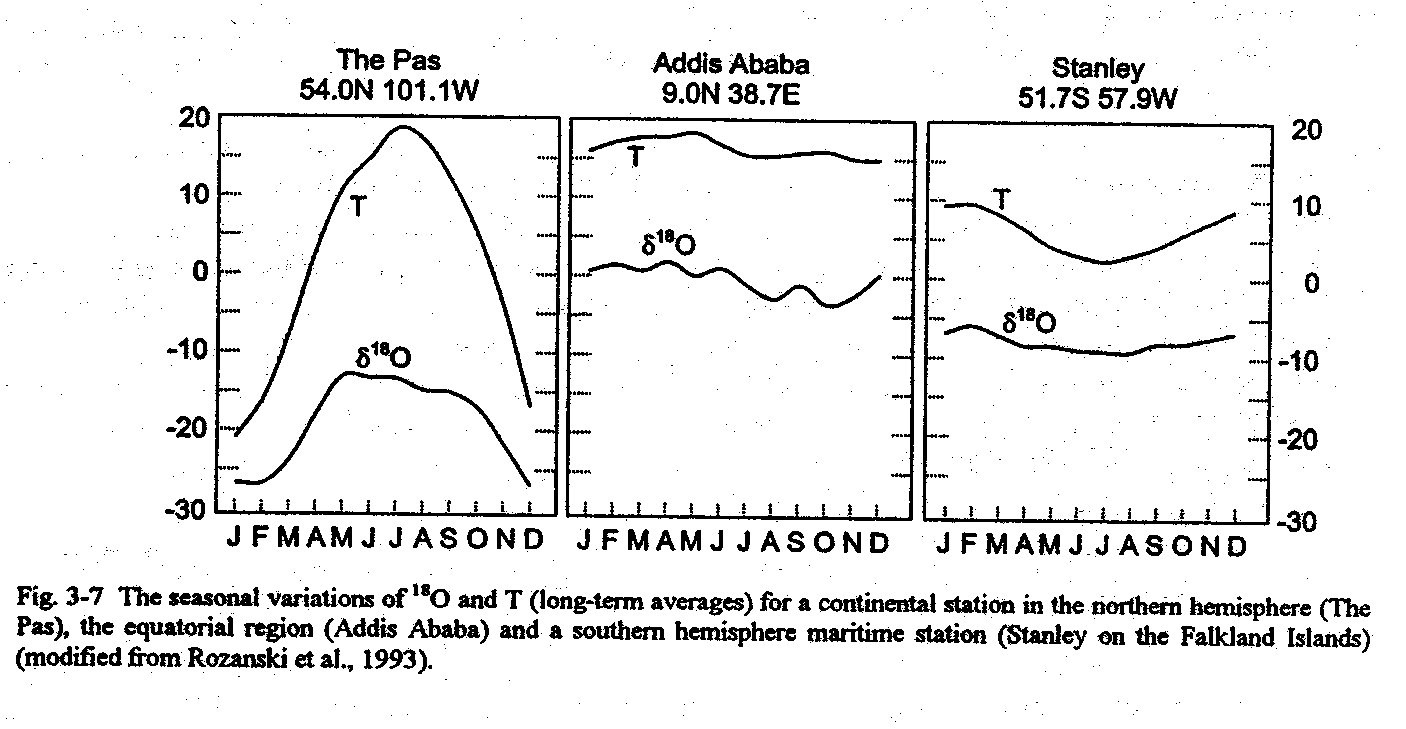 The Pas
54.0N 101.1W
Addis Ababa
9.0N 38.7E
Stanley
51.7S 57.9W
20
10
0
-10
-20
-30
T
δ¹⁸O
J F M A M J J A S O N D
T
δ¹⁸O
J F M A M J J A S O N D
T
δ¹⁸O
J F M A M J J A S O N D
20
10
0
-10
-20
-30
Fig. 3-7 The seasonal variations of ¹⁸O and T (long-term averages) for a continental station in the northern hemisphere (The
Pas), the equatorial region (Addis Ababa) and a southern hemisphere maritime station (Stanley on the Falkland Islands)
(modified from Rozanski et al., 1993).